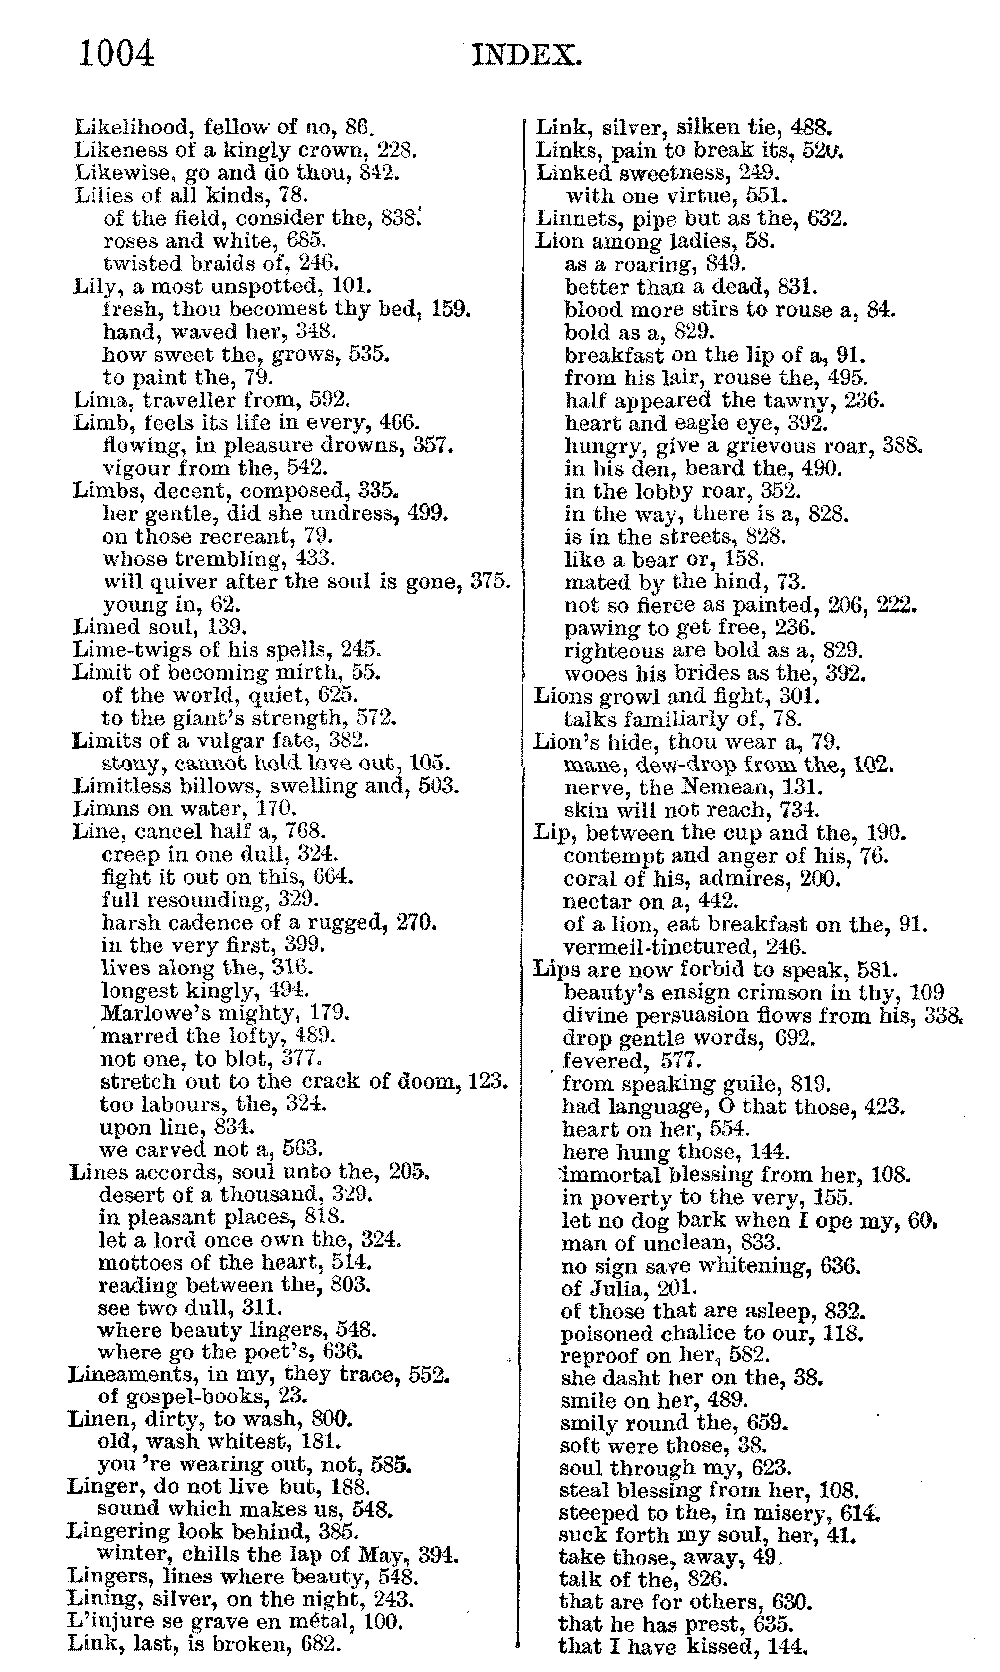 1004
INDEX.
Likelihood, fellow of no, 86.
Likeness of a kingly crown, 228.
Likewise, go and do thou, 842.
Lilies of all kinds, 78.
of the field, consider the, 838.
roses and white, 685.
twisted braids of, 246.
Lily, a most unspotted, 101.
fresh, thou becomest thy bed, 159.
hand, waved her, 348.
how sweet the, grows, 535.
to paint the, 79.
Lima, traveller from, 592.
Limb, feels its life in every, 466.
flowing, in pleasure drowns, 357.
vigour from the, 542.
Limbs, decent, composed, 335.
her gentle, did she undress, 499.
on those recreant, 79.
whose trembling, 433.
will quiver after the soul is gone, 375.
young in, 62.
Limed soul, 139.
Lime-twigs of his spells, 245.
Limit of becoming mirth, 55.
of the world, quiet, 625.
to the giant's strength, 572.
Limits of a vulgar fate, 382.
stony, cannot hold love out, 105.
Limitless billows, swelling and, 503.
Limns on water, 170.
Line, cancel half a, 768.
creep in one dull, 324.
fight it out on this, 664.
full resounding, 329.
harsh cadence of a rugged, 270.
in the very first, 399.
lives along the, 316.
longest kingly, 494.
Marlowe's mighty, 179.
marred the lofty, 489.
not one, to blot, 377.
stretch out to the crack of doom, 123.
too labours, the, 324.
upon line, 834.
we carved not a, 563.
Lines accords, soul unto the, 205.
desert of a thousand, 329.
in pleasant places, 818.
let a lord once own the, 324.
mottoes of the heart, 514.
reading between the, 803.
see two dull, 311.
where beauty lingers, 548.
where go the poet's, 636.
Lineaments, in my, they trace, 552.
of gospel-books, 23.
Linen, dirty, to wash, 800.
old, wash whitest, 181.
you 're wearing out, not, 585.
Linger, do not live but, 188.
sound which makes us, 548.
Lingering look behind, 385.
winter, chills the lap of May, 394.
Lingers, lines where beauty, 548.
Lining, silver, on the night, 243.
L'injure se grave en métal, 100.
Link, last, is broken, 682.
Link, silver, silken tie, 488.
Links, pain to break its, 520.
Linked sweetness, 249.
with one virtue, 551.
Linnets, pipe but as the, 632.
Lion among ladies, 58.
as a roaring, 849.
better than a dead, 831.
blood more stirs to rouse a, 84.
bold as a, 829.
breakfast on the lip of a, 91.
from his lair, rouse the, 495.
half appeared the tawny, 236.
heart and eagle eye, 392.
hungry, give a grievous roar, 388.
in his den, beard the, 490.
in the lobby roar, 352.
in the way, there is a, 828.
is in the streets, 828.
like a bear or, 158.
mated by the hind, 73.
not so fierce as painted, 206, 222.
pawing to get free, 236.
righteous are bold as a, 829.
wooes his brides as the, 392.
Lions growl and fight, 301.
talks familiarly of, 78.
Lion's hide, thou wear a, 79.
mane, dew-drop from the, 102.
nerve, the Nemean, 131.
skin will not reach, 734.
Lip, between the cup and the, 190.
contempt and anger of his, 76.
coral of his, admires, 200.
nectar on a, 442.
of a lion, eat breakfast on the, 91.
vermeil-tinctured, 246.
Lips are now forbid to speak, 581.
beauty's ensign crimson in thy, 109
divine persuasion flows from his, 338.
drop gentle words, 692.
fevered, 577.
from speaking guile, 819.
had language, O that those, 423.
heart on her, 554.
here hung those, 144.
immortal blessing from her, 108.
in poverty to the very, 155.
let no dog bark when I ope my, 60.
man of unclean, 833.
no sign save whitening, 636.
of Julia, 201.
of those that are asleep, 832.
poisoned chalice to our, 118.
reproof on her, 582.
she dasht her on the, 38.
smile on her, 489.
smily round the, 659.
soft were those, 38.
soul through my, 623.
steal blessing from her, 108.
steeped to the, in misery, 614.
suck forth my soul, her, 41.
take those, away, 49.
talk of the, 826.
that are for others, 630.
that he has prest, 635.
that I have kissed, 144.